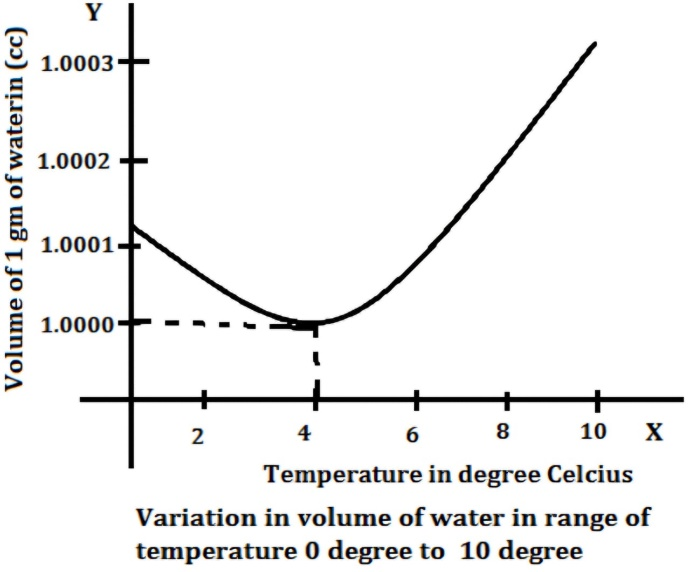 Y
Volume of 1 gm of waterin (cc)
1.0003
1.0002
1.0001
1.0000
2 4 6 8 10 X
Temperature in degree Celcius
Variation in volume of water in range of
temperature 0 degree to 10 degree